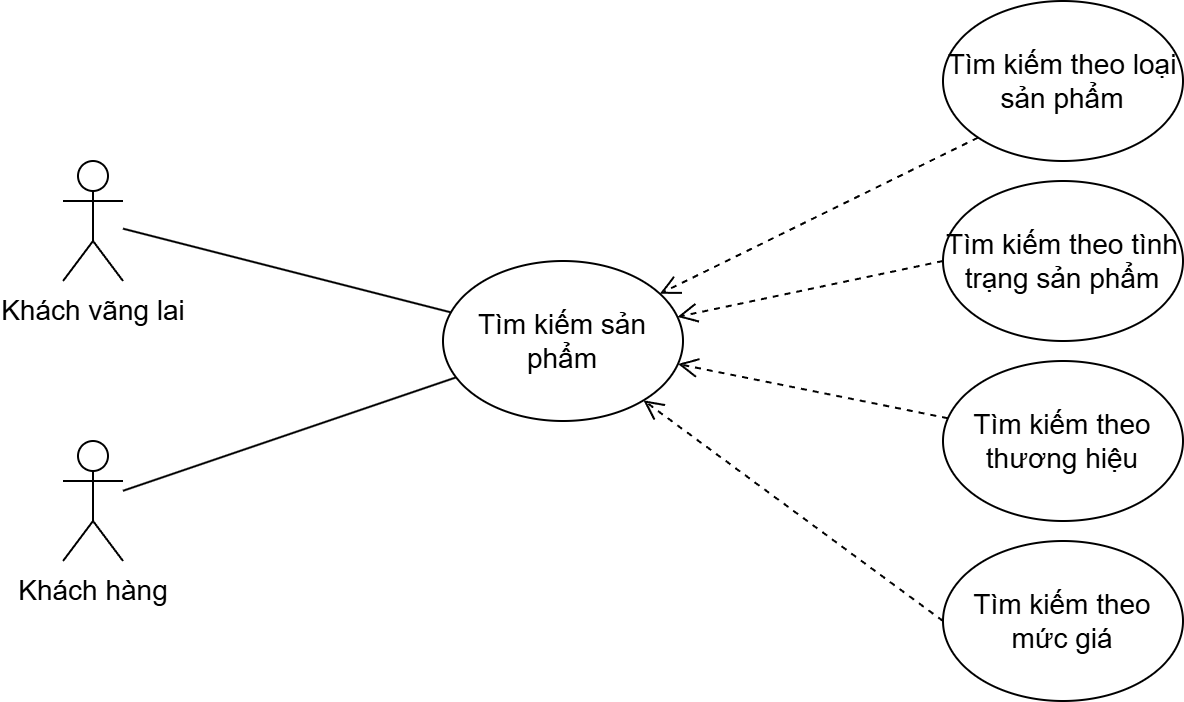 Tìm kiếm theo loại
sản phẩm
Khách vãng lai
Tìm kiếm theo tình
trạng sản phẩm
Tìm kiếm sản
phẩm
Tìm kiếm theo
thương hiệu
Khách hàng
Tìm kiếm theo
mức giá